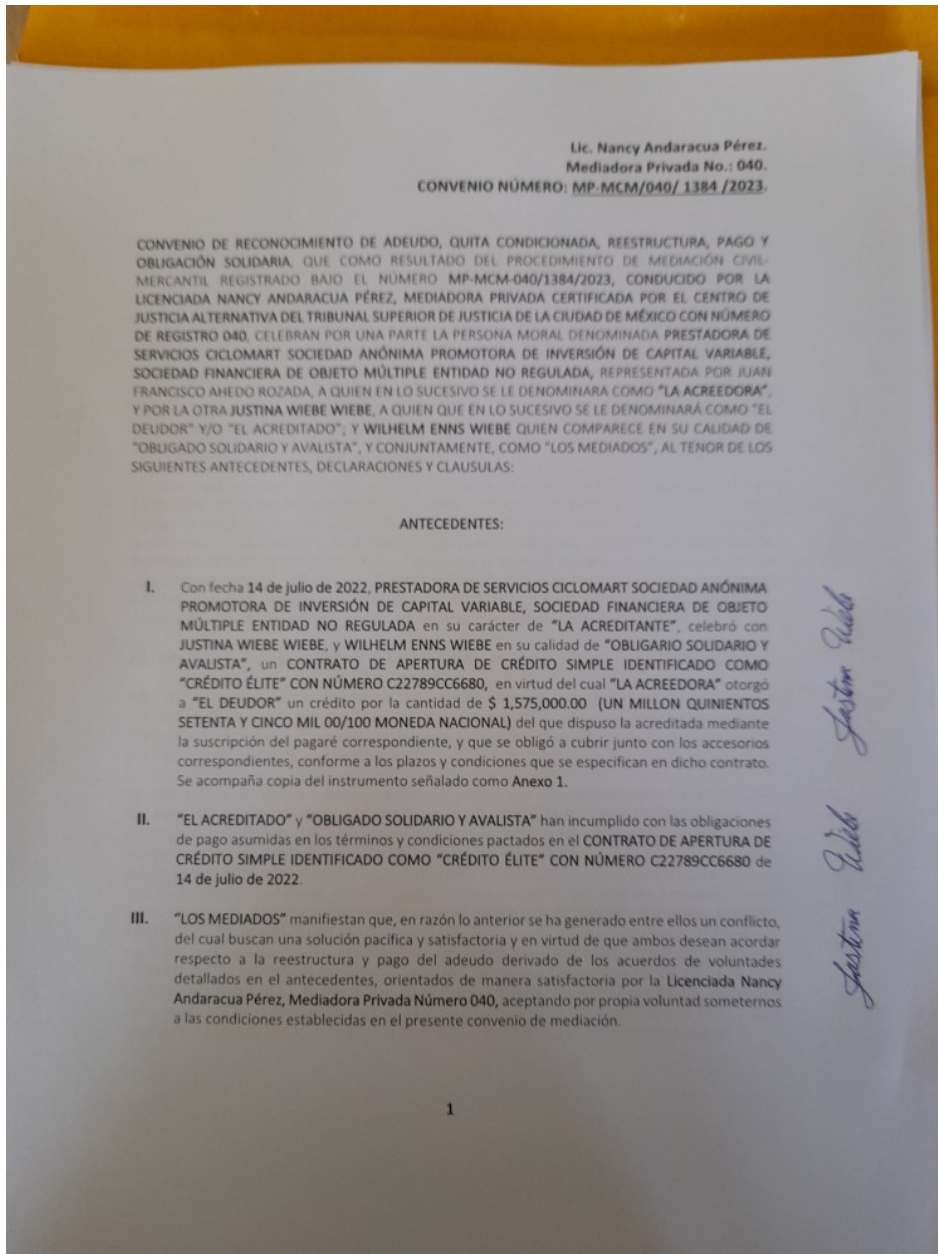 Lic. Nancy Andaracua Pérez.
Mediadora Privada No.: 040.
CONVENIO NÚMERO: MP-MCM/040/ 1384 /2023.
CONVENIO DE RECONOCIMIENTO DE ADEUDO, QUITA CONDICIONADA, REESTRUCTURA, PAGO Y
OBLIGACIÓN SOLIDARIA, QUE COMO RESULTADO DEL PROCEDIMIENTO DE MEDIACIÓN CIVIL-
MERCANTIL REGISTRADO BAJO EL NÚMERO MP-MCM-040/1384/2023, CONDUCIDO POR LA
LICENCIADA NANCY ANDARACUA PÉREZ, MEDIADORA PRIVADA CERTIFICADA POR EL CENTRO DE
JUSTICIA ALTERNATIVA DEL TRIBUNAL SUPERIOR DE JUSTICIA DE LA CIUDAD DE MÉXICO CON NÚMERO
DE REGISTRO 040, CELEBRAN POR UNA PARTE LA PERSONA MORAL DENOMINADA PRESTADORA DE
SERVICIOS CICLOMART SOCIEDAD ANÓNIMA PROMOTORA DE INVERSIÓN DE CAPITAL VARIABLE,
SOCIEDAD FINANCIERA DE OBJETO MÚLTIPLE ENTIDAD NO REGULADA, REPRESENTADA POR JUAN
FRANCISCO AHEDO ROZADA, A QUIEN EN LO SUCESIVO SE LE DENOMINARA COMO "LA ACREEDORA",
Y POR LA OTRA JUSTINA WIEBE WIEBE, A QUIEN QUE EN LO SUCESIVO SE LE DENOMINARÁ COMO "EL
DEUDOR" Y/O "EL ACREDITADO"; Y WILHELM ENNS WIEBE QUIEN COMPARECE EN SU CALIDAD DE
"OBLIGADO SOLIDARIO Y AVALISTA", Y CONJUNTAMENTE, COMO "LOS MEDIADOS", AL TENOR DE LOS
SIGUIENTES ANTECEDENTES, DECLARACIONES Y CLAUSULAS:
ANTECEDENTES:
I. Con fecha 14 de julio de 2022, PRESTADORA DE SERVICIOS CICLOMART SOCIEDAD ANÓNIMA
PROMOTORA DE INVERSIÓN DE CAPITAL VARIABLE, SOCIEDAD FINANCIERA DE OBJETO
MÚLTIPLE ENTIDAD NO REGULADA en su carácter de "LA ACREDITANTE", celebró con
JUSTINA WIEBE WIEBE, y WILHELM ENNS WIEBE en su calidad de "OBLIGARIO SOLIDARIO Y
AVALISTA", un CONTRATO DE APERTURA DE CRÉDITO SIMPLE IDENTIFICADO COMO
"CRÉDITO ÉLITE" CON NÚMERO C22789CC6680, en virtud del cual "LA ACREEDORA" otorgó
a "EL DEUDOR" un crédito por la cantidad de $ 1,575,000.00 (UN MILLON QUINIENTOS
SETENTA Y CINCO MIL 00/100 MONEDA NACIONAL) del que dispuso la acreditada mediante
la suscripción del pagaré correspondiente, y que se obligó a cubrir junto con los accesorios
correspondientes, conforme a los plazos y condiciones que se especifican en dicho contrato.
Se acompaña copia del instrumento señalado como Anexo 1.
II. "EL ACREDITADO" y "OBLIGADO SOLIDARIO Y AVALISTA" han incumplido con las obligaciones
de pago asumidas en los términos y condiciones pactados en el CONTRATO DE APERTURA DE
CRÉDITO SIMPLE IDENTIFICADO COMO "CRÉDITO ÉLITE" CON NÚMERO C22789CC6680 de
14 de julio de 2022.
III. "LOS MEDIADOS" manifiestan que, en razón lo anterior se ha generado entre ellos un conflicto,
del cual buscan una solución pacífica y satisfactoria y en virtud de que ambos desean acordar
respecto a la reestructura y pago del adeudo derivado de los acuerdos de voluntades
detallados en el antecedentes, orientados de manera satisfactoria por la Licenciada Nancy
Andaracua Pérez, Mediadora Privada Número 040, aceptando por propia voluntad someternos
a las condiciones establecidas en el presente convenio de mediación.
1